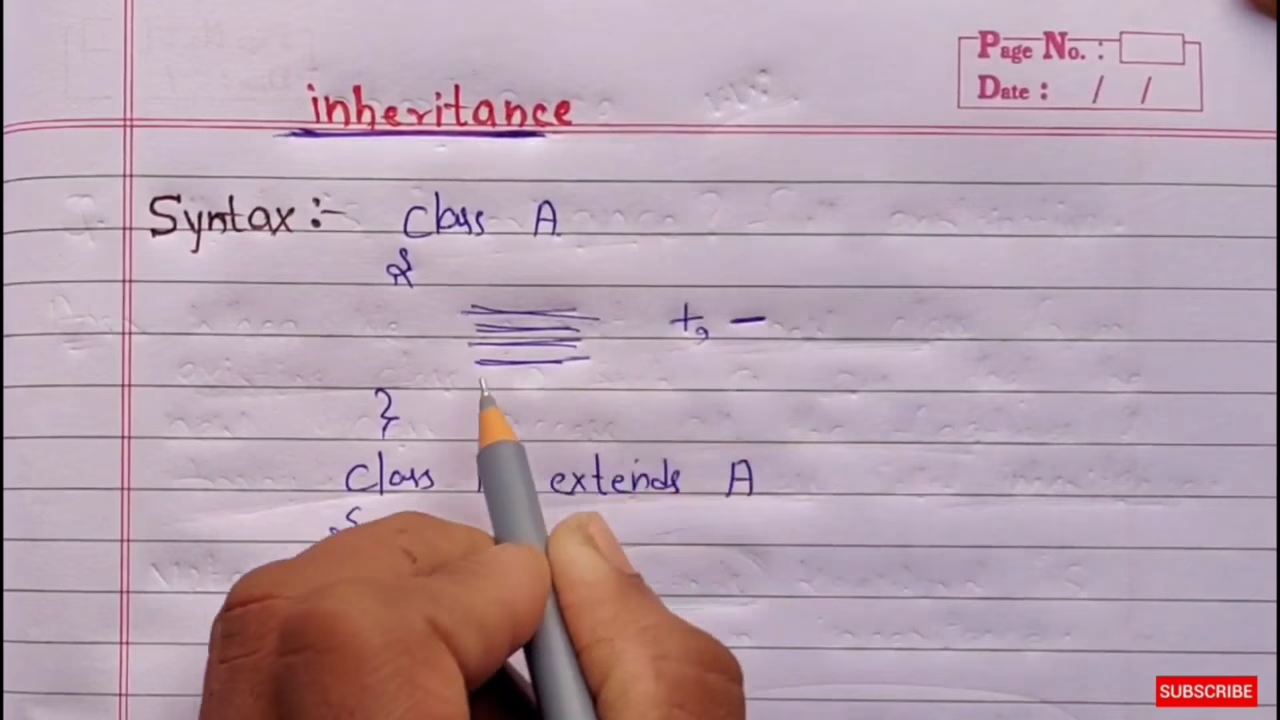 Page No. :
Date : / /
inheritance
Syntax :- Class A
{
+, -
}
class extends A
{
SUBSCRIBE